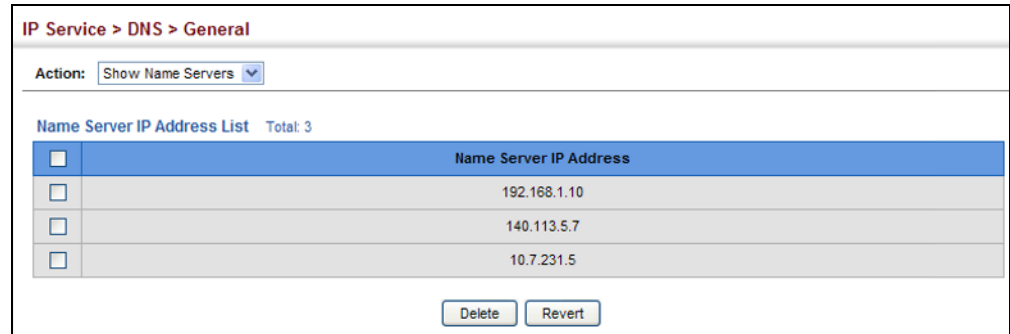 IP Service > DNS > General
Action: Show Name Servers
Name Server IP Address List Total: 3
Name Server IP Address
192.168.1.10
140.113.5.7
10.7.231.5
Delete Revert